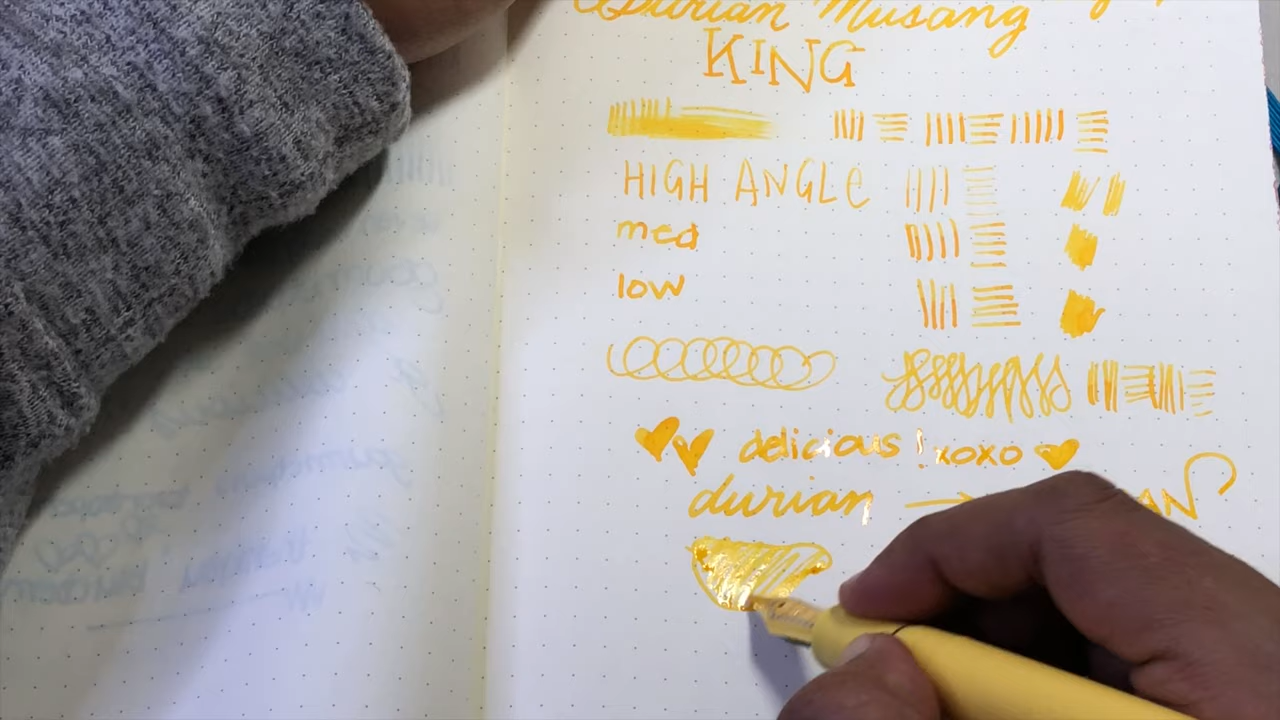 Durian Musang
KING
HIGH ANGLE
med
low
delicious! xoxo
durian